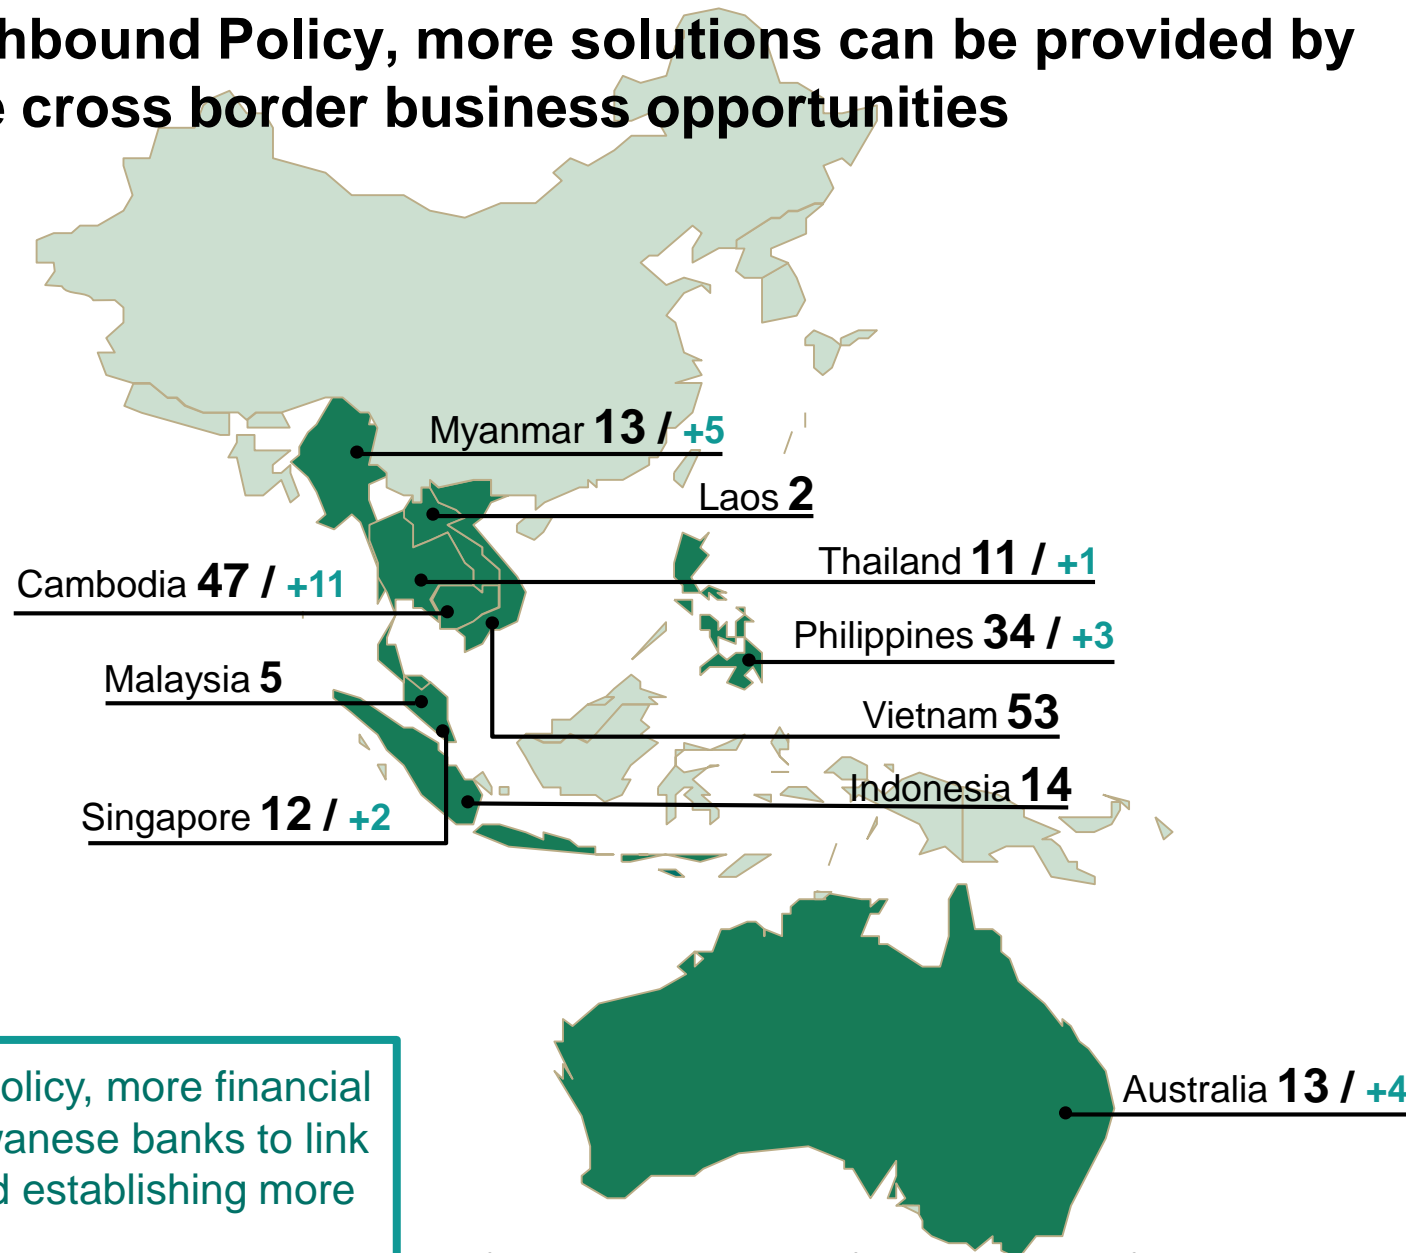 hbound Policy, more solutions can be provided by
e cross border business opportunities
Myanmar 13 / +5
Laos 2
Thailand 11 / +1
Cambodia 47 / +11
Philippines 34 / +3
Malaysia 5
Vietnam 53
Indonesia 14
Singapore 12 / +2
Australia 13 / +4
olicy, more financial
wanese banks to link
d establishing more